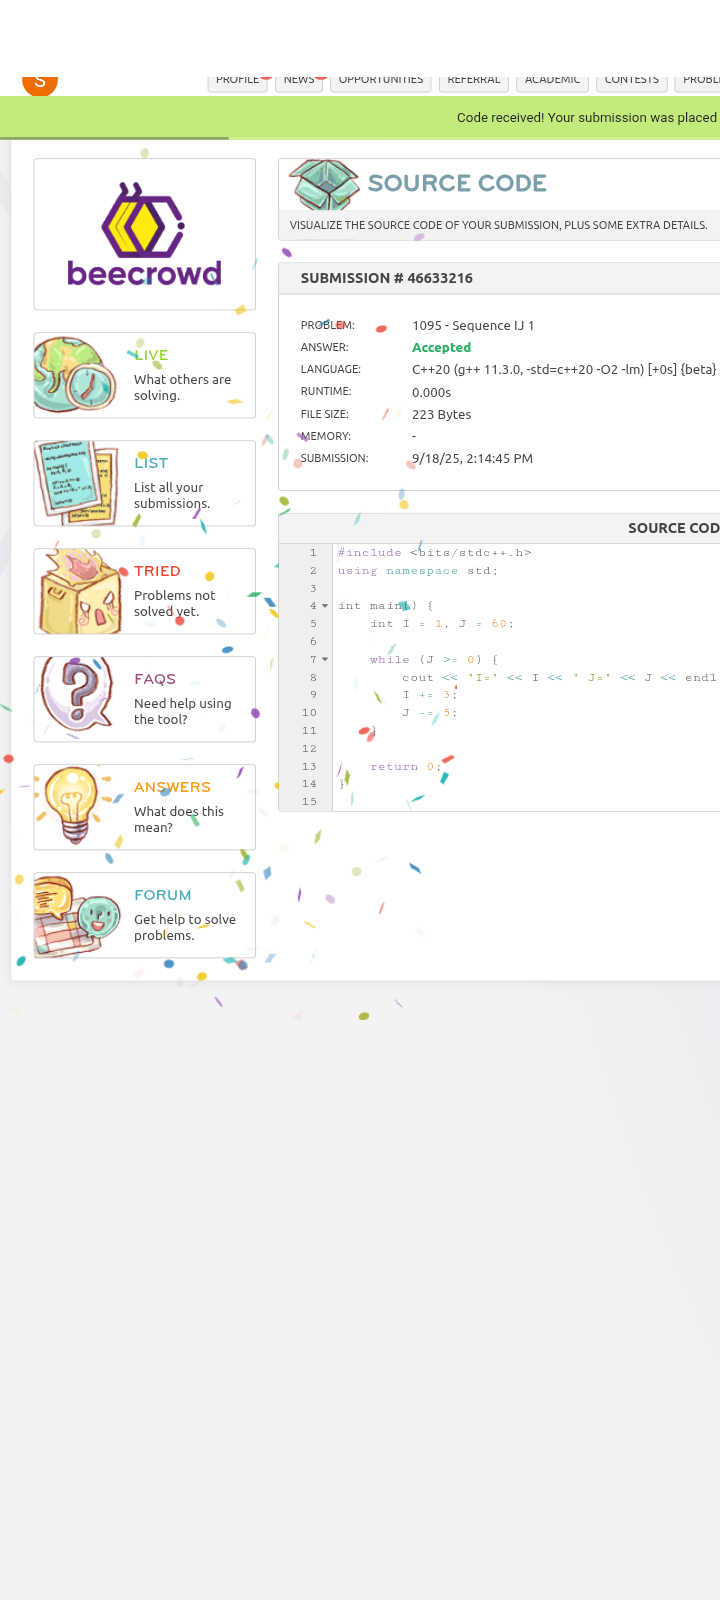 S
PROFILE NEWS OPPORTUNITIES REFERRAL ACADEMIC CONTESTS PROBL
Code received! Your submission was placed
beecrowd
LIVE
What others are
solving.
LIST
List all your
submissions.
TRIED
Problems not
solved yet.
FAQS
Need help using
the tool?
ANSWERS
What does this
mean?
FORUM
Get help to solve
problems.
SOURCE CODE
VISUALIZE THE SOURCE CODE OF YOUR SUBMISSION, PLUS SOME EXTRA DETAILS.
SUBMISSION # 46633216
PROBLEM: 1095 - Sequence IJ 1
ANSWER: Accepted
LANGUAGE: C++20 (g++ 11.3.0, -std=c++20 -O2 -lm) [+0s] {beta}
RUNTIME: 0.000s
FILE SIZE: 223 Bytes
MEMORY: -
SUBMISSION: 9/18/25, 2:14:45 PM
SOURCE COD
1 #include <bits/stdc++.h>
2 using namespace std;
3
4 int main() {
5 int I = 1, J = 60;
6
7 while (J >= 0) {
8 cout << "I=" << I << " J=" << J << endl
9 I += 3;
10 J -= 5;
11 }
12
13 return 0;
14 }
15